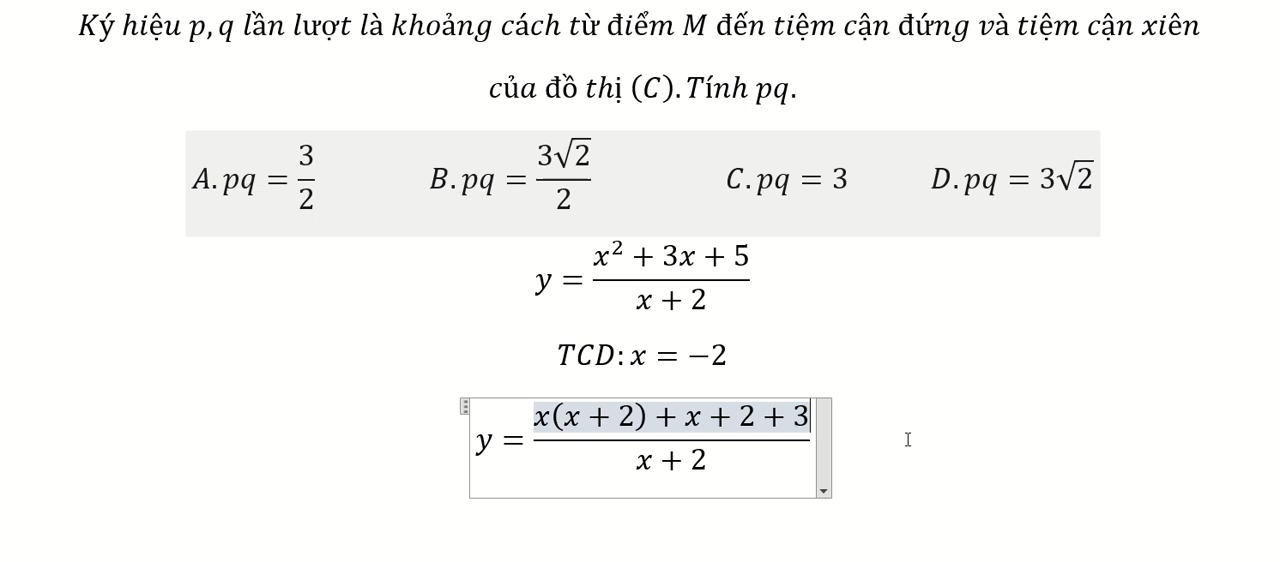 Ký hiệu p, q lần lượt là khoảng cách từ điểm M đến tiệm cận đứng và tiệm cận xiên
của đồ thị (C). Tính pq.
A. pq = 3/2 B. pq = 3√2/2 C. pq = 3 D. pq = 3√2
y = (x² + 3x + 5)/(x + 2)
TCD: x = −2
y = (x(x + 2) + x + 2 + 3)/(x + 2)